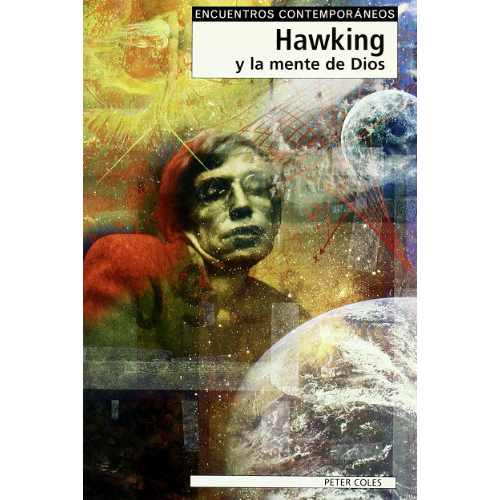 ENCUENTROS CONTEMPORÁNEOS
Hawking
y la mente de Dios
PETER COLES